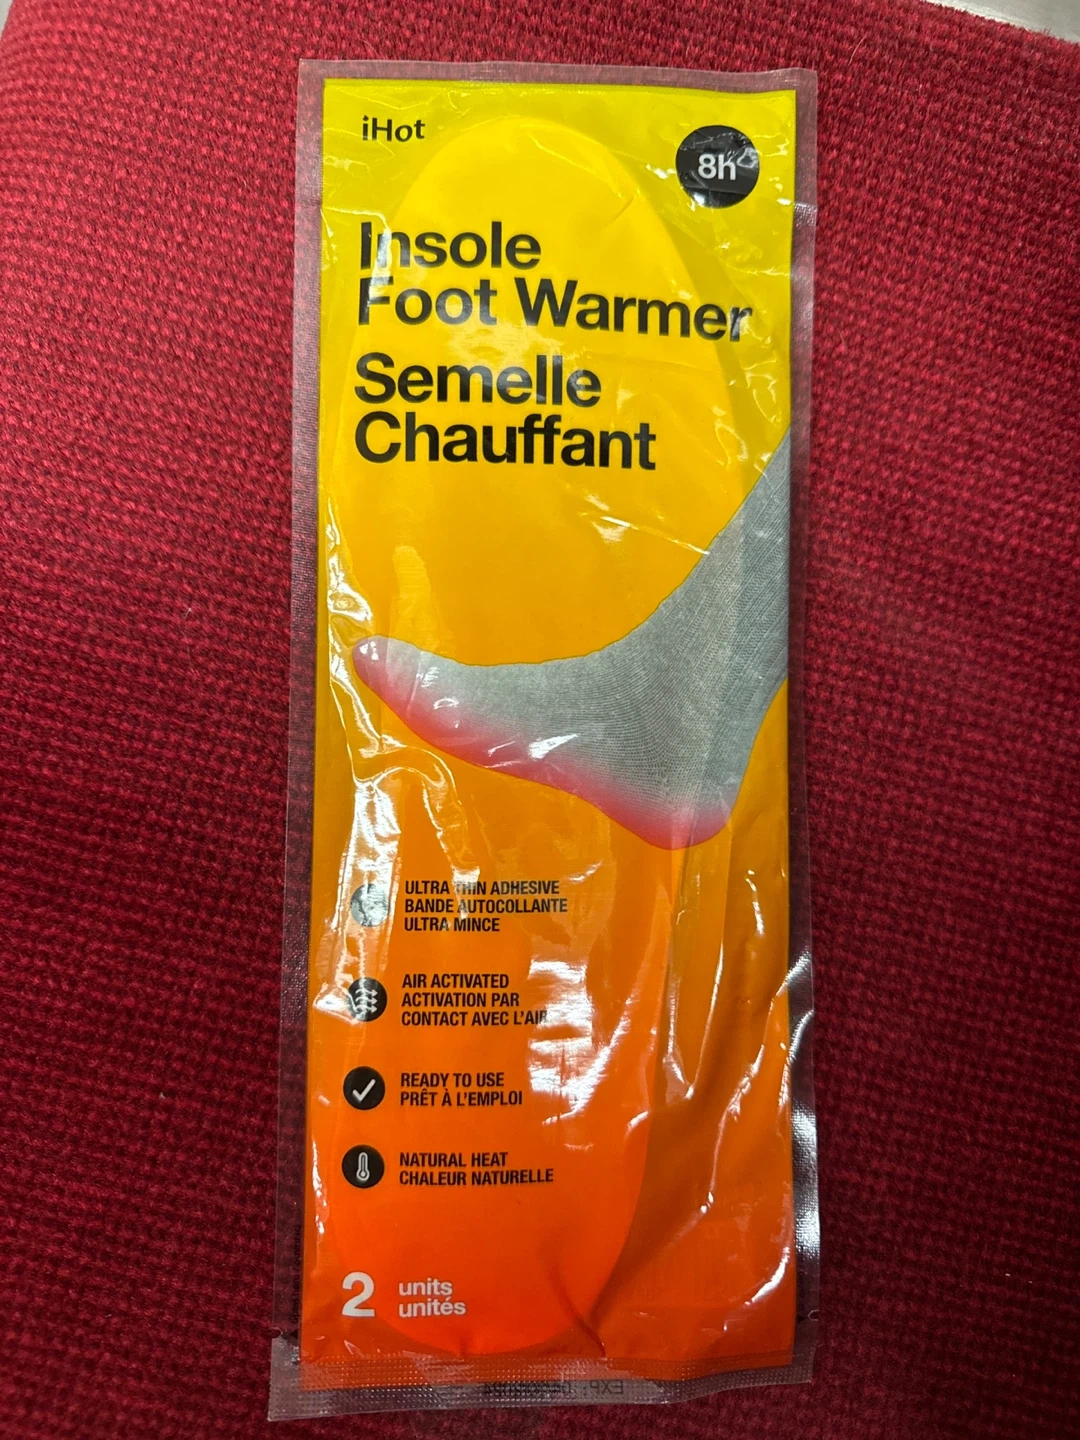 iHot
8h
Insole
Foot Warmer
Semelle
Chauffant
ULTRA THIN ADHESIVE
BANDE AUTOCOLLANTE
ULTRA MINCE
AIR ACTIVATED
ACTIVATION PAR
CONTACT AVEC L'AIR
READY TO USE
PRÊT À L'EMPLOI
NATURAL HEAT
CHALEUR NATURELLE
2 units
unités
EXP: